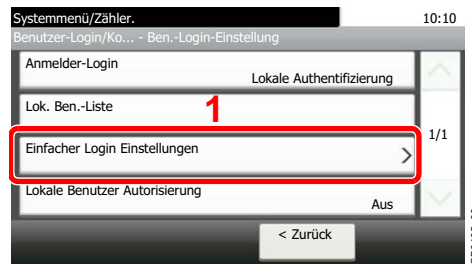 Systemmenü/Zähler.
10:10
Benutzer-Login/Ko... - Ben.-Login-Einstellung
Anmelder-Login
Lokale Authentifizierung
Lok. Ben.-Liste
1
1/1
Einfacher Login Einstellungen
Lokale Benutzer Autorisierung
Aus
< Zurück